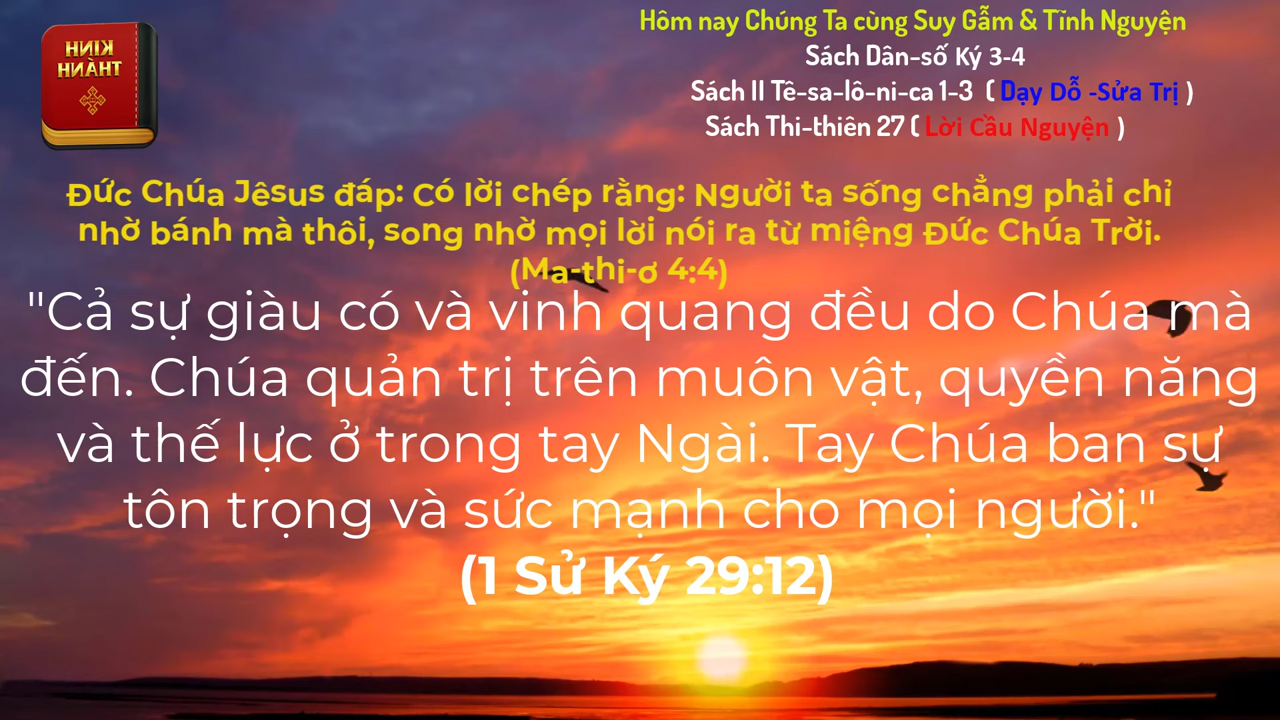 KINH
THÀNH
Hôm nay Chúng Ta cùng Suy Gẫm & Tĩnh Nguyện
Sách Dân-số Ký 3-4
Sách II Tê-sa-lô-ni-ca 1-3 ( Dạy Dỗ -Sửa Trị )
Sách Thi-thiên 27 ( Lời Cầu Nguyện )
Đức Chúa Jêsus đáp: Có lời chép rằng: Người ta sống chẳng phải chỉ
nhờ bánh mà thôi, song nhờ mọi lời nói ra từ miệng Đức Chúa Trời.
(Ma-thi-ơ 4:4)
"Cả sự giàu có và vinh quang đều do Chúa mà
đến. Chúa quản trị trên muôn vật, quyền năng
và thế lực ở trong tay Ngài. Tay Chúa ban sự
tôn trọng và sức mạnh cho mọi người."
(1 Sử Ký 29:12)